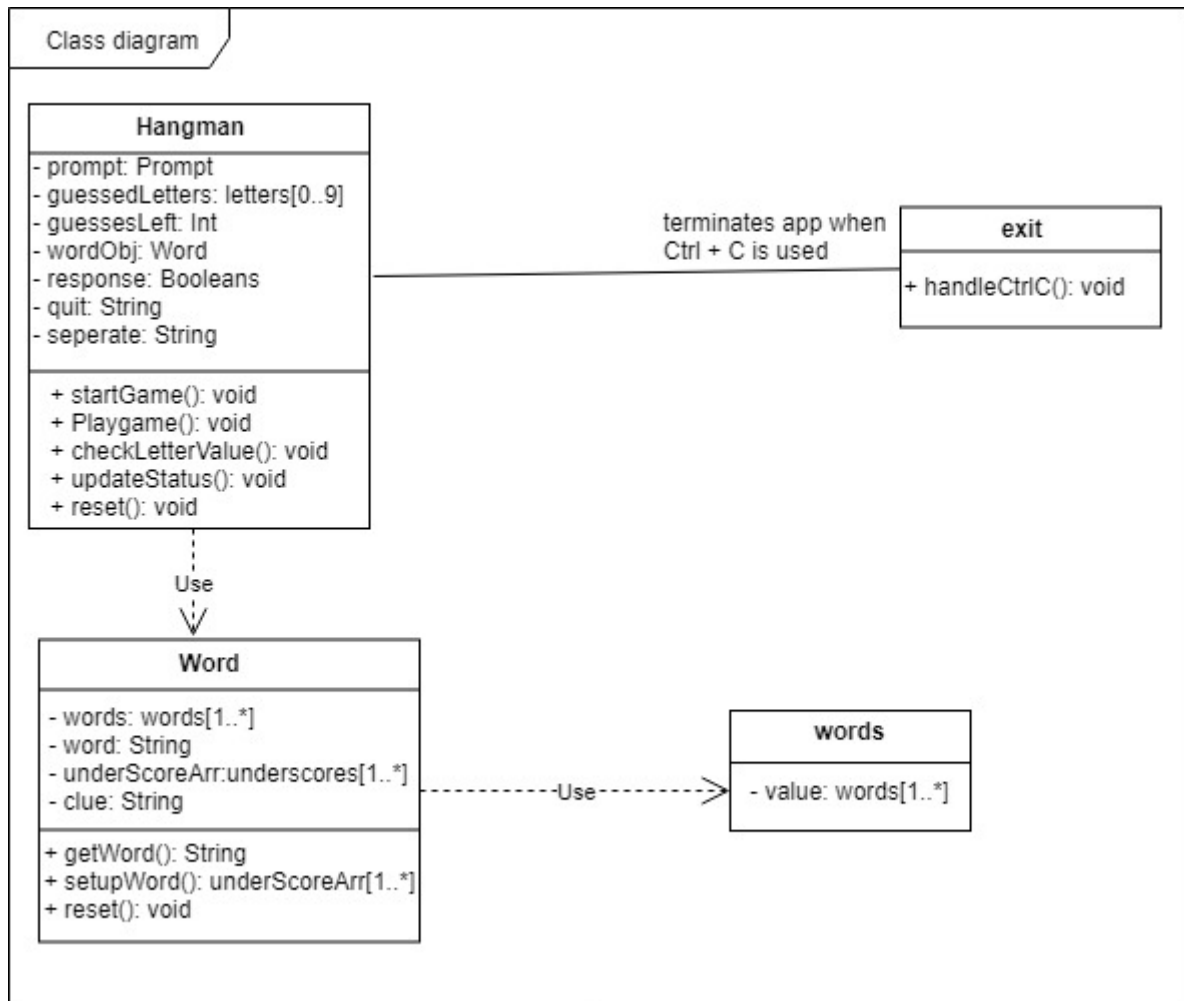 Class diagram
Hangman
- prompt: Prompt
- guessedLetters: letters[0..9]
- guessesLeft: Int
- wordObj: Word
- response: Booleans
- quit: String
- seperate: String
+ startGame(): void
+ Playgame(): void
+ checkLetterValue(): void
+ updateStatus(): void
+ reset(): void
terminates app when
Ctrl + C is used
exit
+ handleCtrlC(): void
Use
Word
- words: words[1..*]
- word: String
- underScoreArr:underscores[1..*]
- clue: String
+ getWord(): String
+ setupWord(): underScoreArr[1..*]
+ reset(): void
Use
words
- value: words[1..*]